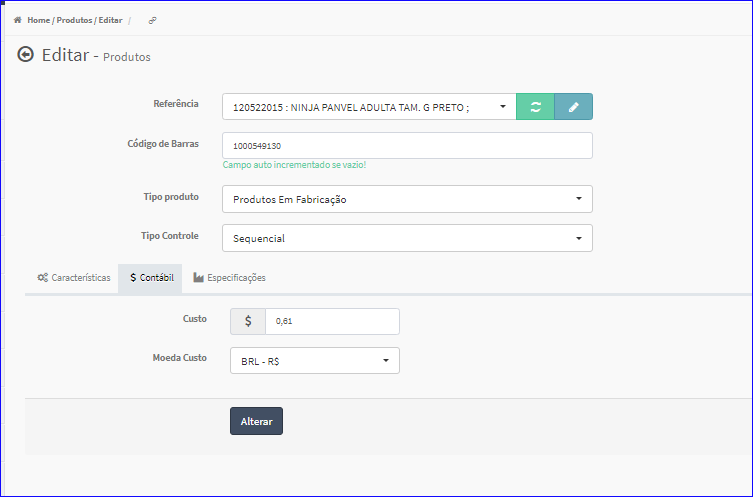 Home / Produtos / Editar /
Editar - Produtos
Referência
120522015 : NINJA PANVEL ADULTA TAM. G PRETO ;
Código de Barras
1000549130
Campo auto incrementado se vazio!
Tipo produto
Produtos Em Fabricação
Tipo Controle
Sequencial
Características $ Contábil Especificações
Custo
$ 0,61
Moeda Custo
BRL - R$
Alterar